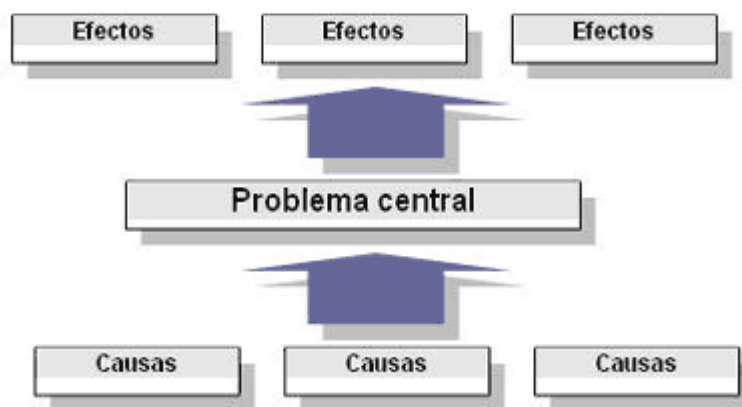 Efectos
Efectos
Efectos
Problema central
Causas
Causas
Causas